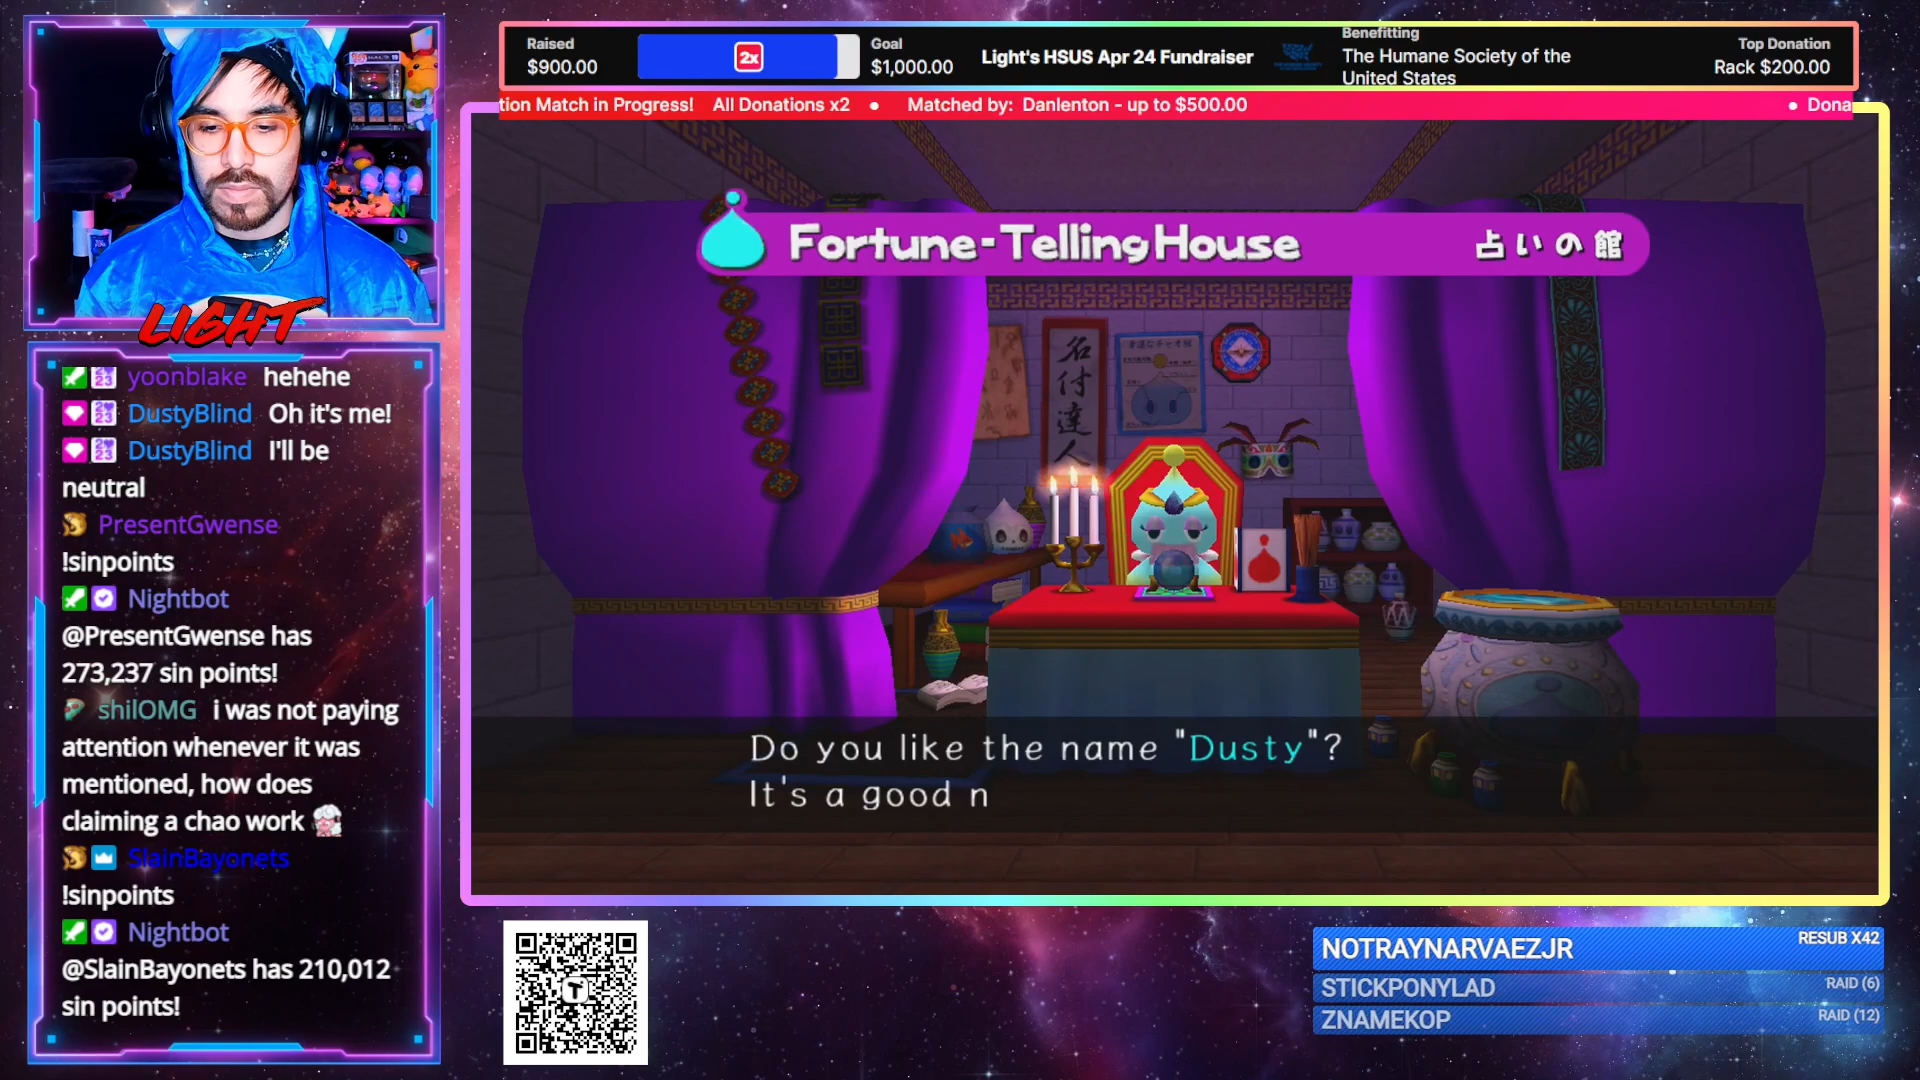 Raised
$900.00
2x
Goal
$1,000.00
Light's HSUS Apr 24 Fundraiser
Benefitting
The Humane Society of the
United States
Top Donation
Rack $200.00
tion Match in Progress! All Donations x2 • Matched by: Danlenton - up to $500.00 • Dona
LIGHT
yoonblake hehehe
DustyBlind Oh it's me!
DustyBlind I'll be
neutral
PresentGwense
!sinpoints
Nightbot
@PresentGwense has
273,237 sin points!
shilOMG i was not paying
attention whenever it was
mentioned, how does
claiming a chao work
SlainBayonets
!sinpoints
Nightbot
@SlainBayonets has 210,012
sin points!
Fortune-Telling House 占いの館
名付達人
Do you like the name "Dusty"?
It's a good n
T
NOTRAYNARVAEZJR RESUB X42
STICKPONYLAD RAID (6)
ZNAMEKOP RAID (12)